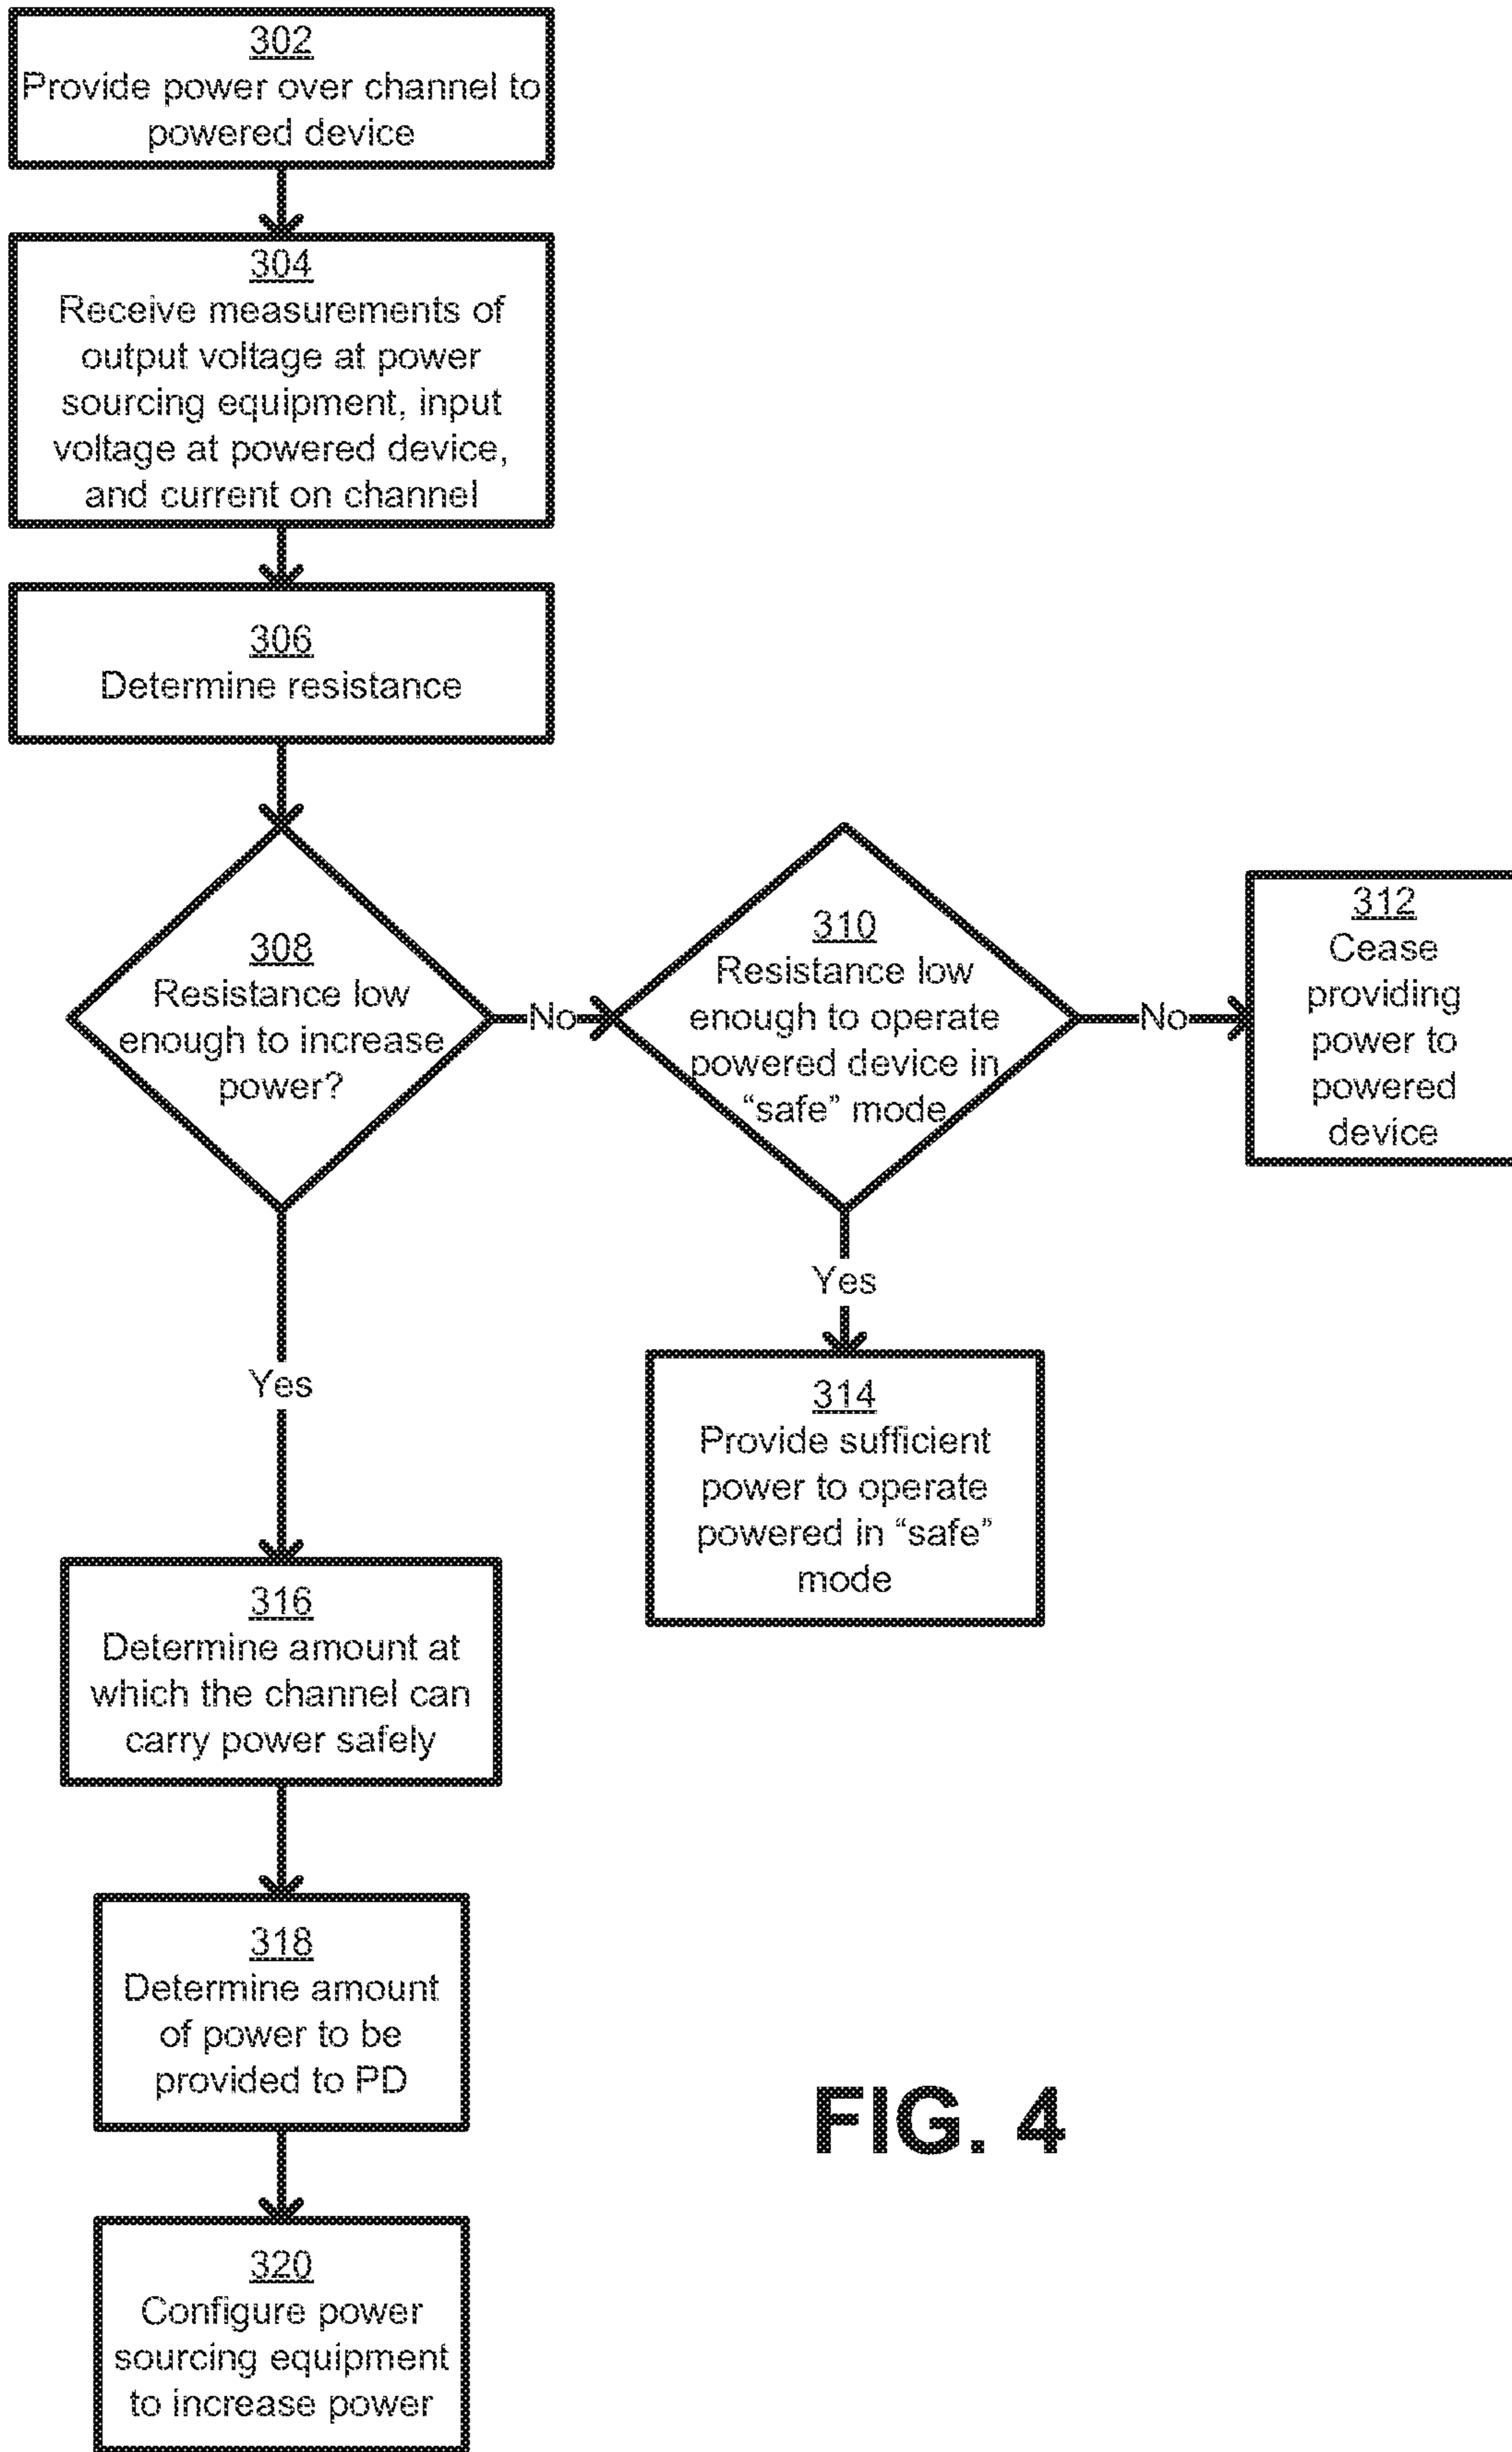 302
Provide power over channel to
powered device
304
Receive measurements of
output voltage at power
sourcing equipment, input
voltage at powered device,
and current on channel
306
Determine resistance
308
Resistance low
enough to increase
power?
No
310
Resistance low
enough to operate
powered device in
“safe” mode
No
312
Cease
providing
power to
powered
device
Yes
314
Provide sufficient
power to operate
powered in “safe”
mode
Yes
316
Determine amount at
which the channel can
carry power safely
318
Determine amount
of power to be
provided to PD
320
Configure power
sourcing equipment
to increase power
FIG. 4